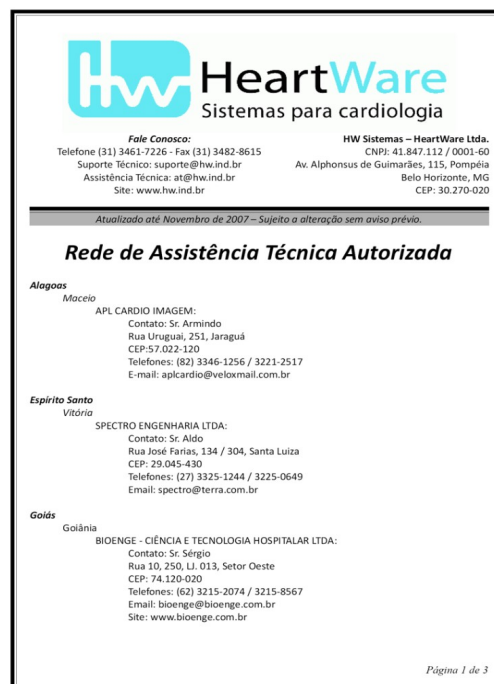 hw HeartWare
Sistemas para cardiologia
Fale Conosco:
Telefone (31) 3461-7226 - Fax (31) 3482-8615
Suporte Técnico: suporte@hw.ind.br
Assistência Técnica: at@hw.ind.br
Site: www.hw.ind.br
HW Sistemas – HeartWare Ltda.
CNPJ: 41.847.112 / 0001-60
Av. Alphonsus de Guimarães, 115, Pompéia
Belo Horizonte, MG
CEP: 30.270-020
Atualizado até Novembro de 2007 – Sujeito a alteração sem aviso prévio.
Rede de Assistência Técnica Autorizada
Alagoas
Maceio
APL CARDIO IMAGEM:
Contato: Sr. Armindo
Rua Uruguai, 251, Jaraguá
CEP:57.022-120
Telefones: (82) 3346-1256 / 3221-2517
E-mail: aplcardio@veloxmail.com.br
Espírito Santo
Vitória
SPECTRO ENGENHARIA LTDA:
Contato: Sr. Aldo
Rua José Farias, 134 / 304, Santa Luiza
CEP: 29.045-430
Telefones: (27) 3325-1244 / 3225-0649
Email: spectro@terra.com.br
Goiás
Goiânia
BIOENGE - CIÊNCIA E TECNOLOGIA HOSPITALAR LTDA:
Contato: Sr. Sérgio
Rua 10, 250, LJ. 013, Setor Oeste
CEP: 74.120-020
Telefones: (62) 3215-2074 / 3215-8567
Email: bioenge@bioenge.com.br
Site: www.bioenge.com.br
Página 1 de 3